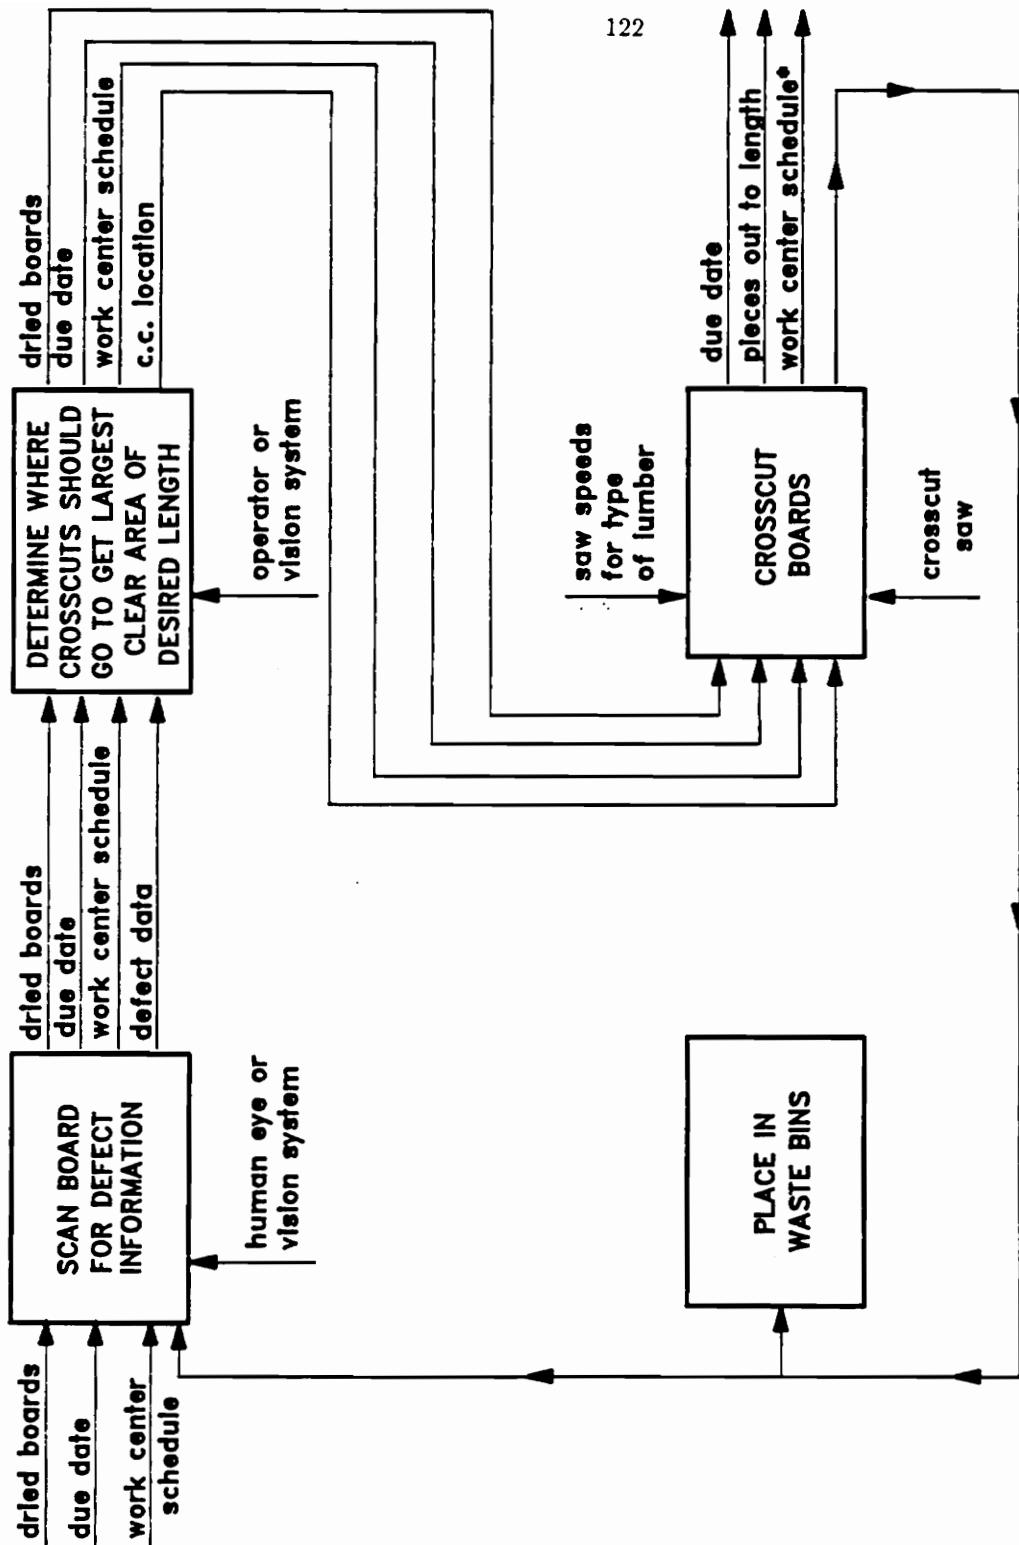 122
dried boards
due date
work center
schedule
SCAN BOARD
FOR DEFECT
INFORMATION
human eye or
vision system
dried boards
due date
work center schedule
defect data
DETERMINE WHERE
CROSSCUTS SHOULD
GO TO GET LARGEST
CLEAR AREA OF
DESIRED LENGTH
operator or
vision system
dried boards
due date
work center schedule
c.c. location
saw speeds
for type
of lumber
CROSSCUT
BOARDS
crosscut
saw
due date
pieces out to length
work center schedule*
PLACE IN
WASTE BINS